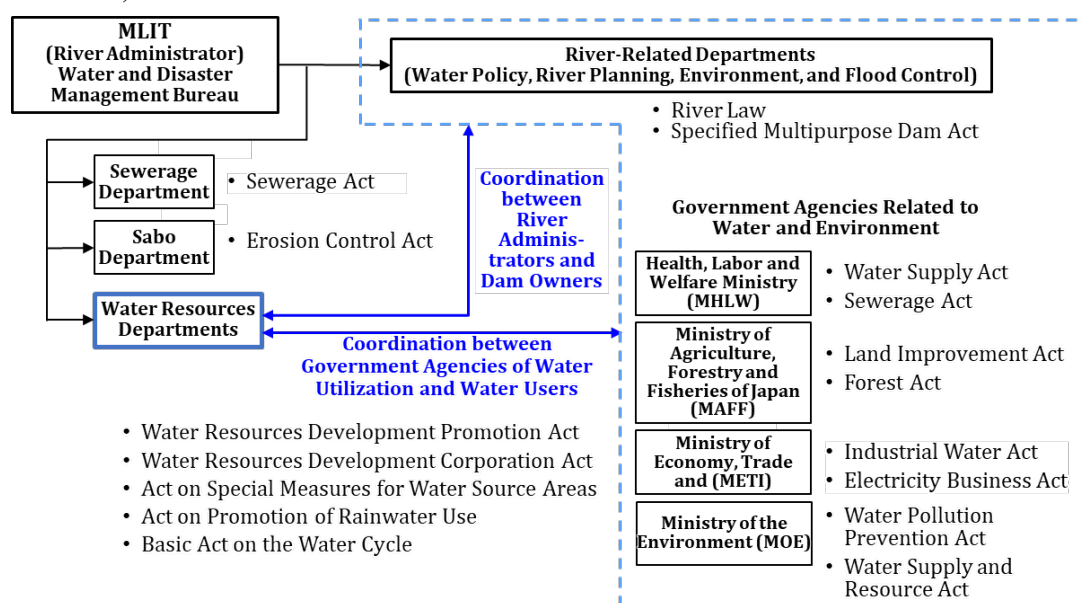 MLIT
(River Administrator)
Water and Disaster
Management Bureau
River-Related Departments
(Water Policy, River Planning, Environment, and Flood Control)
• River Law
• Specified Multipurpose Dam Act
Sewerage
Department
• Sewerage Act
Sabo
Department
• Erosion Control Act
Water Resources
Departments
Coordination
between
River
Adminis-
trators and
Dam Owners
Coordination between
Government Agencies of Water
Utilization and Water Users
• Water Resources Development Promotion Act
• Water Resources Development Corporation Act
• Act on Special Measures for Water Source Areas
• Act on Promotion of Rainwater Use
• Basic Act on the Water Cycle
Government Agencies Related to
Water and Environment
Health, Labor and
Welfare Ministry
(MHLW)
• Water Supply Act
• Sewerage Act
Ministry of
Agriculture,
Forestry and
Fisheries of Japan
(MAFF)
• Land Improvement Act
• Forest Act
Ministry of
Economy, Trade
and (METI)
• Industrial Water Act
• Electricity Business Act
Ministry of the
Environment (MOE)
• Water Pollution
Prevention Act
• Water Supply and
Resource Act